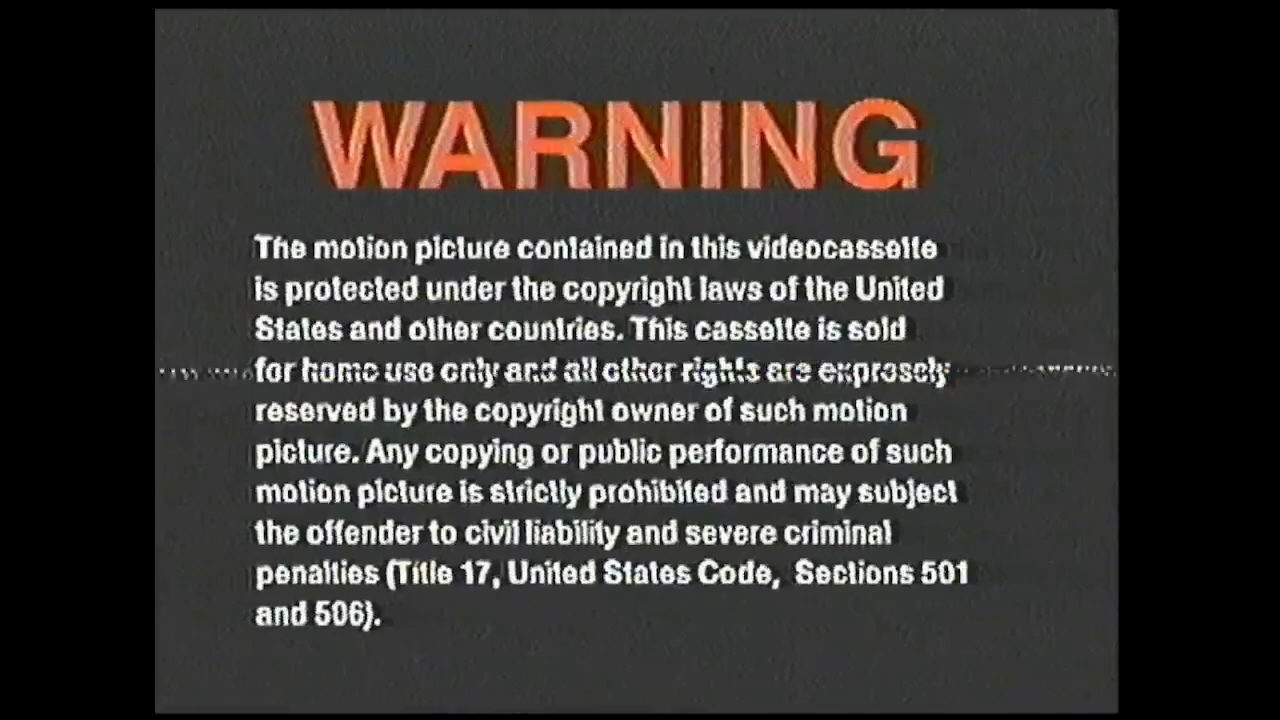 WARNING
The motion picture contained in this videocassette
is protected under the copyright laws of the United
States and other countries. This cassette is sold
for home use only and all other rights are expressly
reserved by the copyright owner of such motion
picture. Any copying or public performance of such
motion picture is strictly prohibited and may subject
the offender to civil liability and severe criminal
penalties (Title 17, United States Code, Sections 501
and 506).